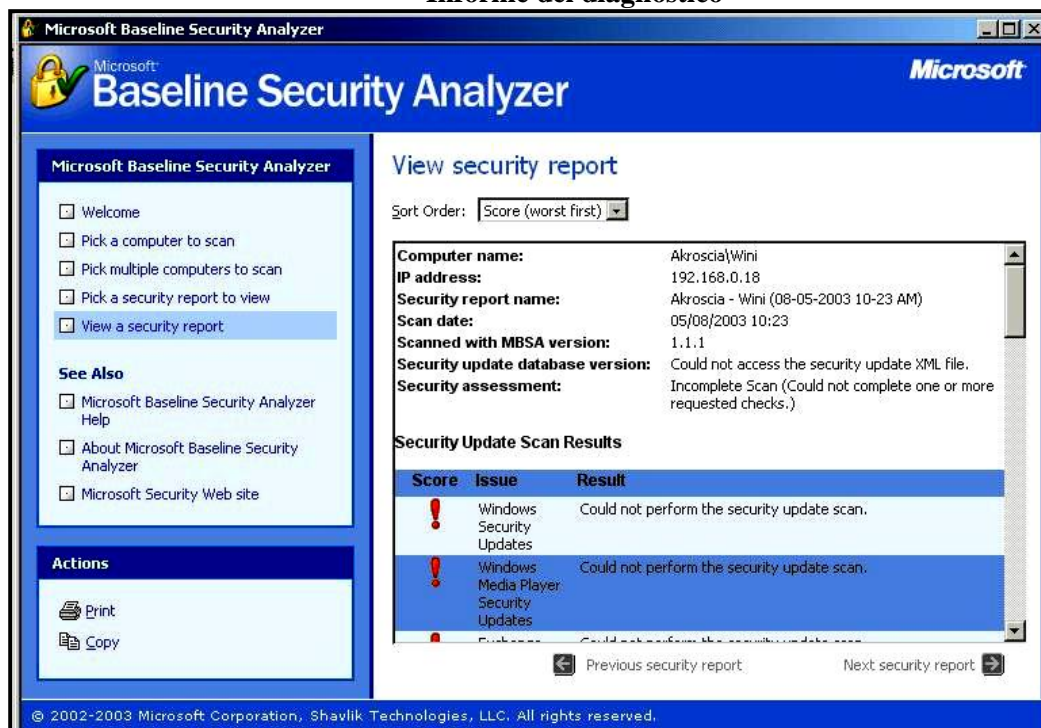 Informe del diagnóstico
Microsoft Baseline Security Analyzer
Microsoft
Baseline Security Analyzer
Microsoft
Microsoft Baseline Security Analyzer
Welcome
Pick a computer to scan
Pick multiple computers to scan
Pick a security report to view
View a security report
See Also
Microsoft Baseline Security Analyzer
Help
About Microsoft Baseline Security
Analyzer
Microsoft Security Web site
Actions
Print
Copy
View security report
Sort Order: Score (worst first)
Computer name: Akroscia\Wini
IP address: 192.168.0.18
Security report name: Akroscia - Wini (08-05-2003 10-23 AM)
Scan date: 05/08/2003 10:23
Scanned with MBSA version: 1.1.1
Security update database version: Could not access the security update XML file.
Security assessment: Incomplete Scan (Could not complete one or more
requested checks.)
Security Update Scan Results
Score Issue Result
Windows Could not perform the security update scan.
Security
Updates
Windows Could not perform the security update scan.
Media Player
Security
Updates
Exchange Could not perform the security update scan.
Previous security report Next security report
© 2002-2003 Microsoft Corporation, Shavlik Technologies, LLC. All rights reserved.